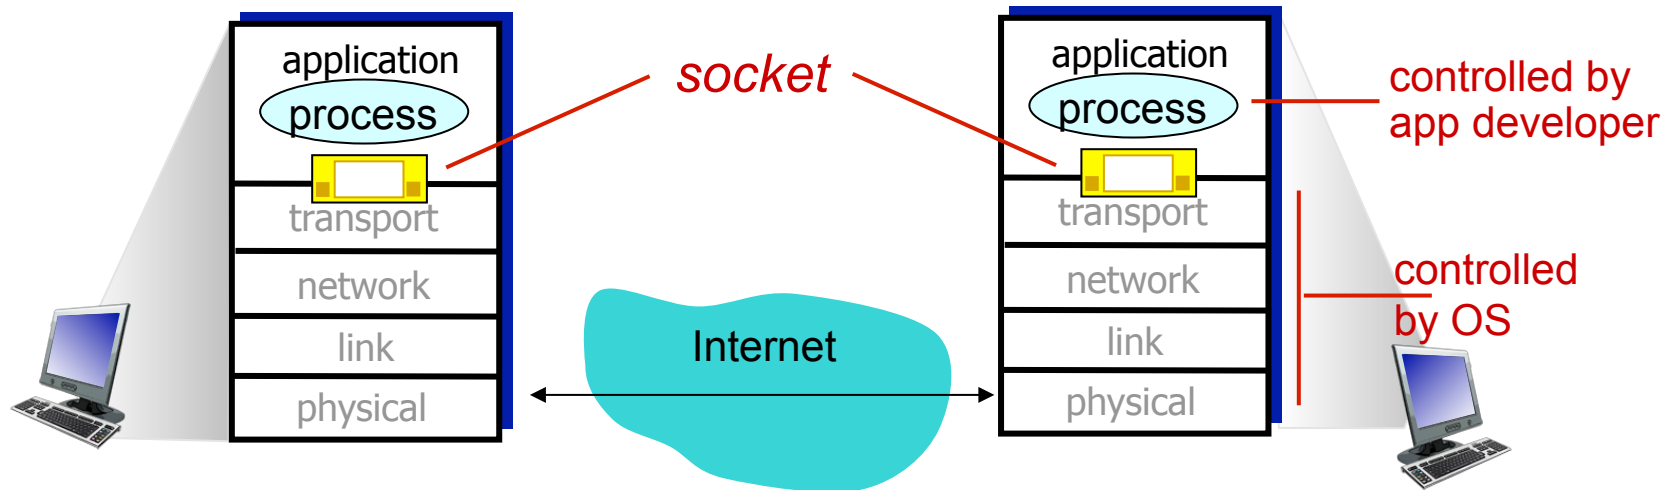 application
process
transport
network
link
physical
socket
Internet
application
process
transport
network
link
physical
controlled by
app developer
controlled
by OS